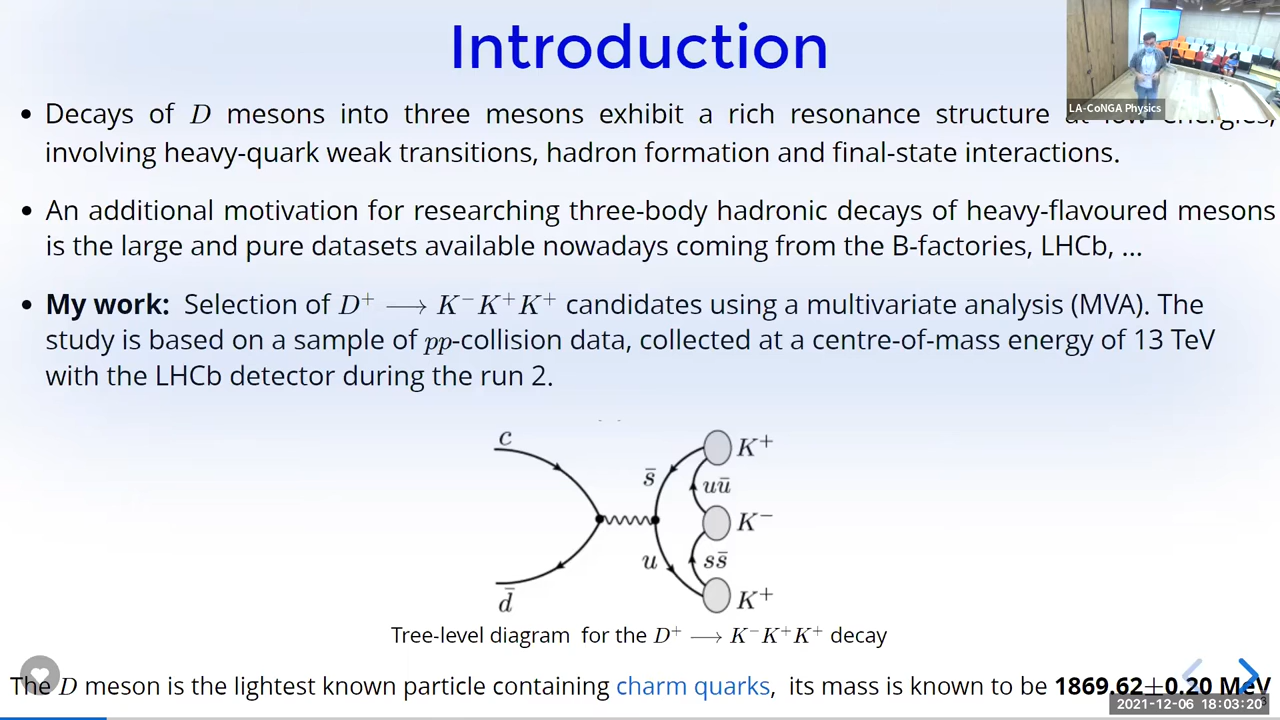 Introduction
LA-CoNGA Physics
• Decays of D mesons into three mesons exhibit a rich resonance structure at low energies,
involving heavy-quark weak transitions, hadron formation and final-state interactions.
• An additional motivation for researching three-body hadronic decays of heavy-flavoured mesons
is the large and pure datasets available nowadays coming from the B-factories, LHCb, ...
• My work: Selection of D⁺ ⟶ K⁻K⁺K⁺ candidates using a multivariate analysis (MVA). The
study is based on a sample of pp-collision data, collected at a centre-of-mass energy of 13 TeV
with the LHCb detector during the run 2.
c
K⁺
s̄
uū
K⁻
u
ss̄
K⁺
d̄
Tree-level diagram for the D⁺ ⟶ K⁻K⁺K⁺ decay
The D meson is the lightest known particle containing charm quarks, its mass is known to be 1869.62±0.20 MeV
2021-12-06 18:03:20
3